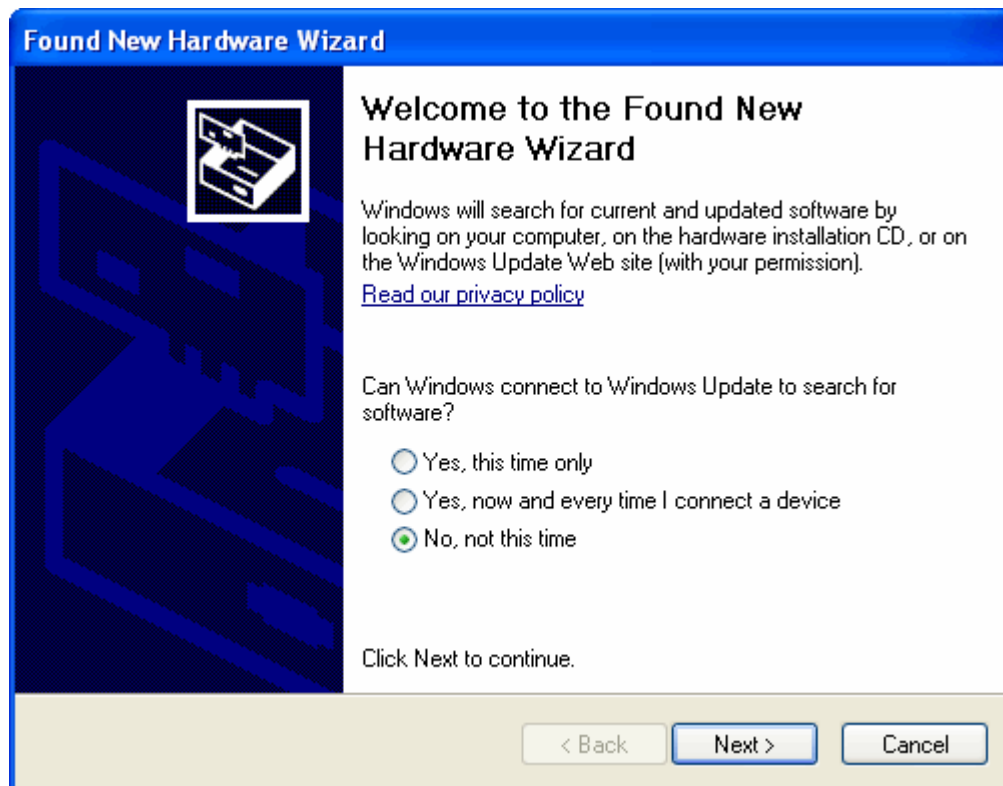 Found New Hardware Wizard
Welcome to the Found New
Hardware Wizard
Windows will search for current and updated software by
looking on your computer, on the hardware installation CD, or on
the Windows Update Web site (with your permission).
Read our privacy policy
Can Windows connect to Windows Update to search for
software?
Yes, this time only
Yes, now and every time I connect a device
No, not this time
Click Next to continue.
< Back
Next >
Cancel